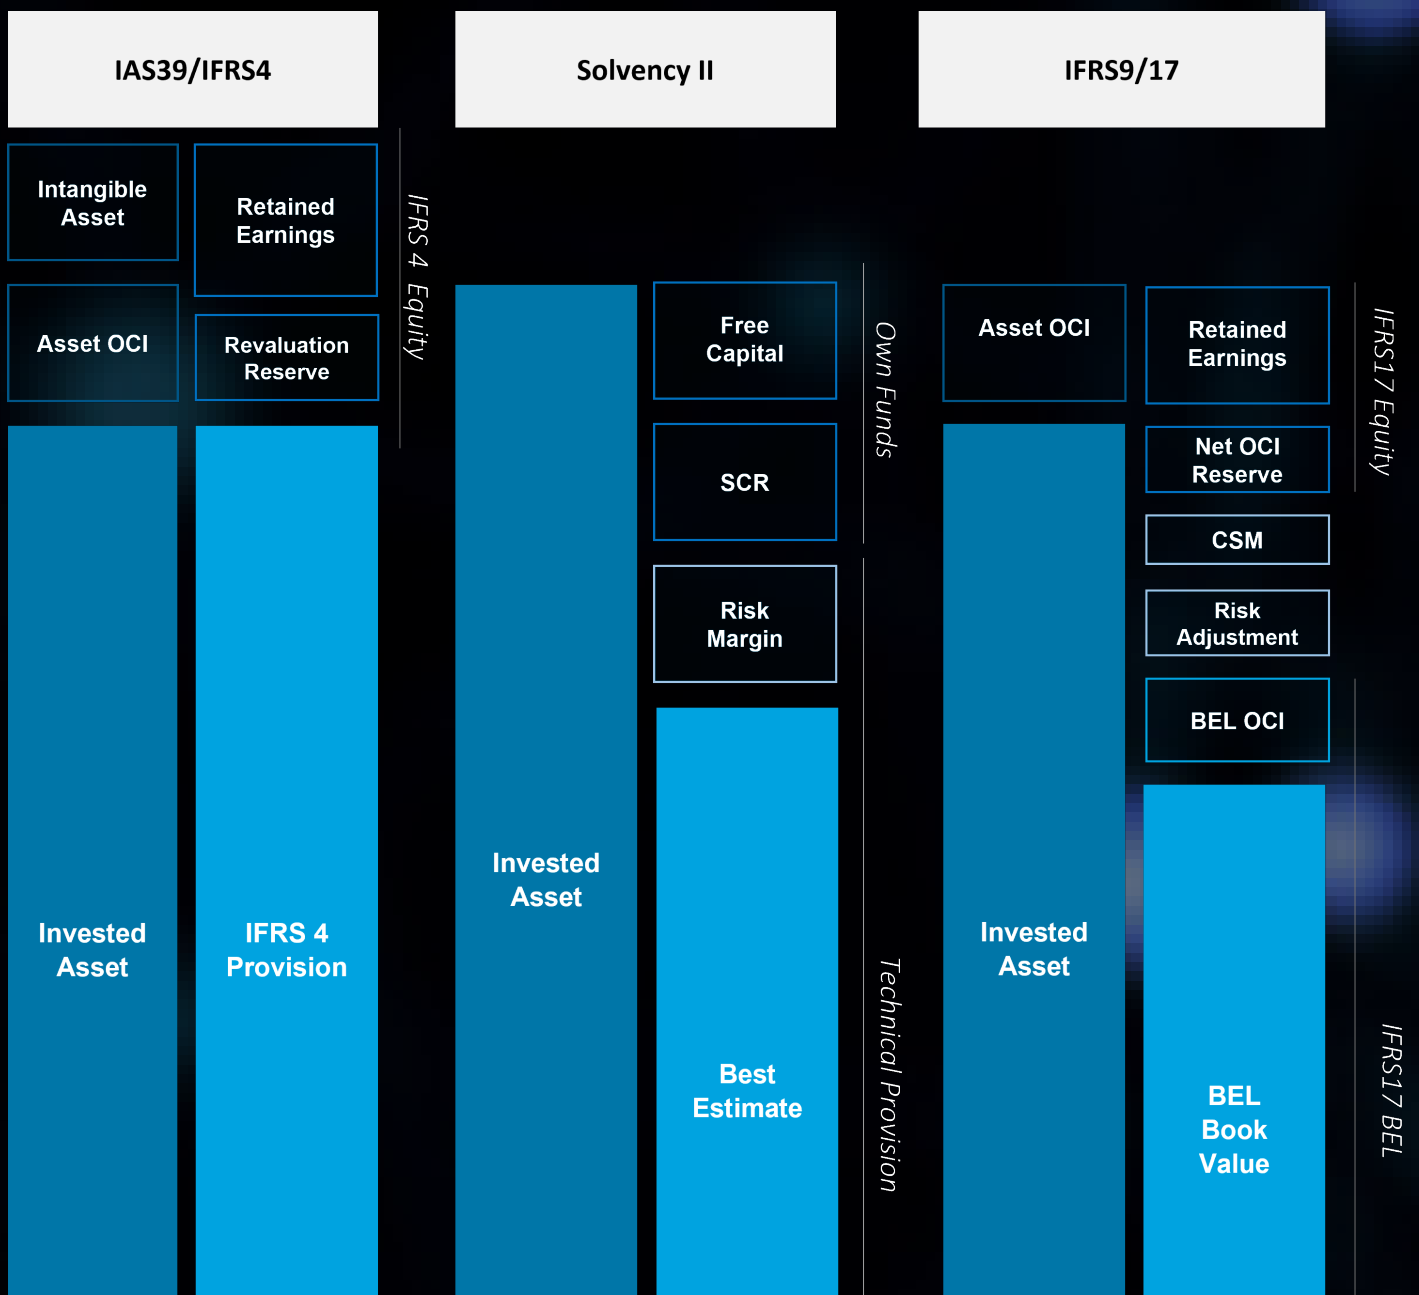 IAS39/IFRS4
Intangible
Asset
Asset OCI
Invested
Asset
Retained
Earnings
Revaluation
Reserve
IFRS 4
Provision
IFRS 4 Equity
Solvency II
Invested
Asset
Free
Capital
SCR
Risk
Margin
Best
Estimate
Own Funds
Technical Provision
IFRS9/17
Asset OCI
Invested
Asset
Retained
Earnings
Net OCI
Reserve
CSM
Risk
Adjustment
BEL OCI
BEL
Book
Value
IFRS17 Equity
IFRS17 BEL